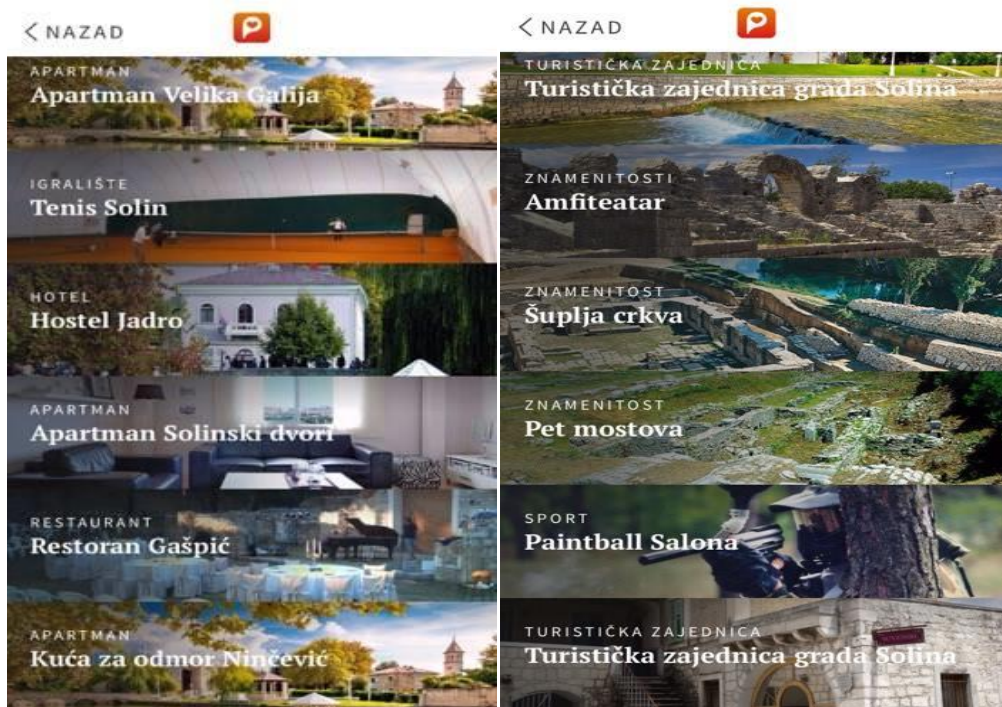 < NAZAD
APARTMAN
Apartman Velika Galija
IGRALIŠTE
Tenis Solin
HOTEL
Hostel Jadro
APARTMAN
Apartman Solinski dvori
RESTAURANT
Restoran Gašpić
APARTMAN
Kuća za odmor Ninčević
< NAZAD
TURISTIČKA ZAJEDNICA
Turistička zajednica grada Solina
ZNAMENITOSTI
Amfiteatar
ZNAMENITOST
Šuplja crkva
ZNAMENITOST
Pet mostova
SPORT
Paintball Salona
TURISTIČKA ZAJEDNICA
Turistička zajednica grada Solina